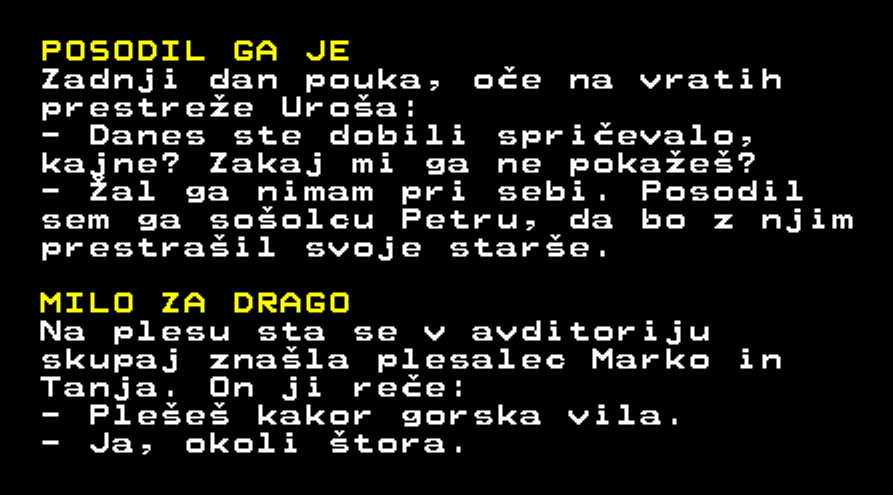 POSODIL GA JE
Zadnji dan pouka, oče na vratih
prestreže Uroša:
- Danes ste dobili spričevalo,
kajne? Zakaj mi ga ne pokažeš?
- Žal ga nimam pri sebi. Posodil
sem ga sošolcu Petru, da bo z njim
prestrašil svoje starše.
MILO ZA DRAGO
Na plesu sta se v avditoriju
skupaj znašla plesalec Marko in
Tanja. On ji reče:
- Plešeš kakor gorska vila.
- Ja, okoli štora.